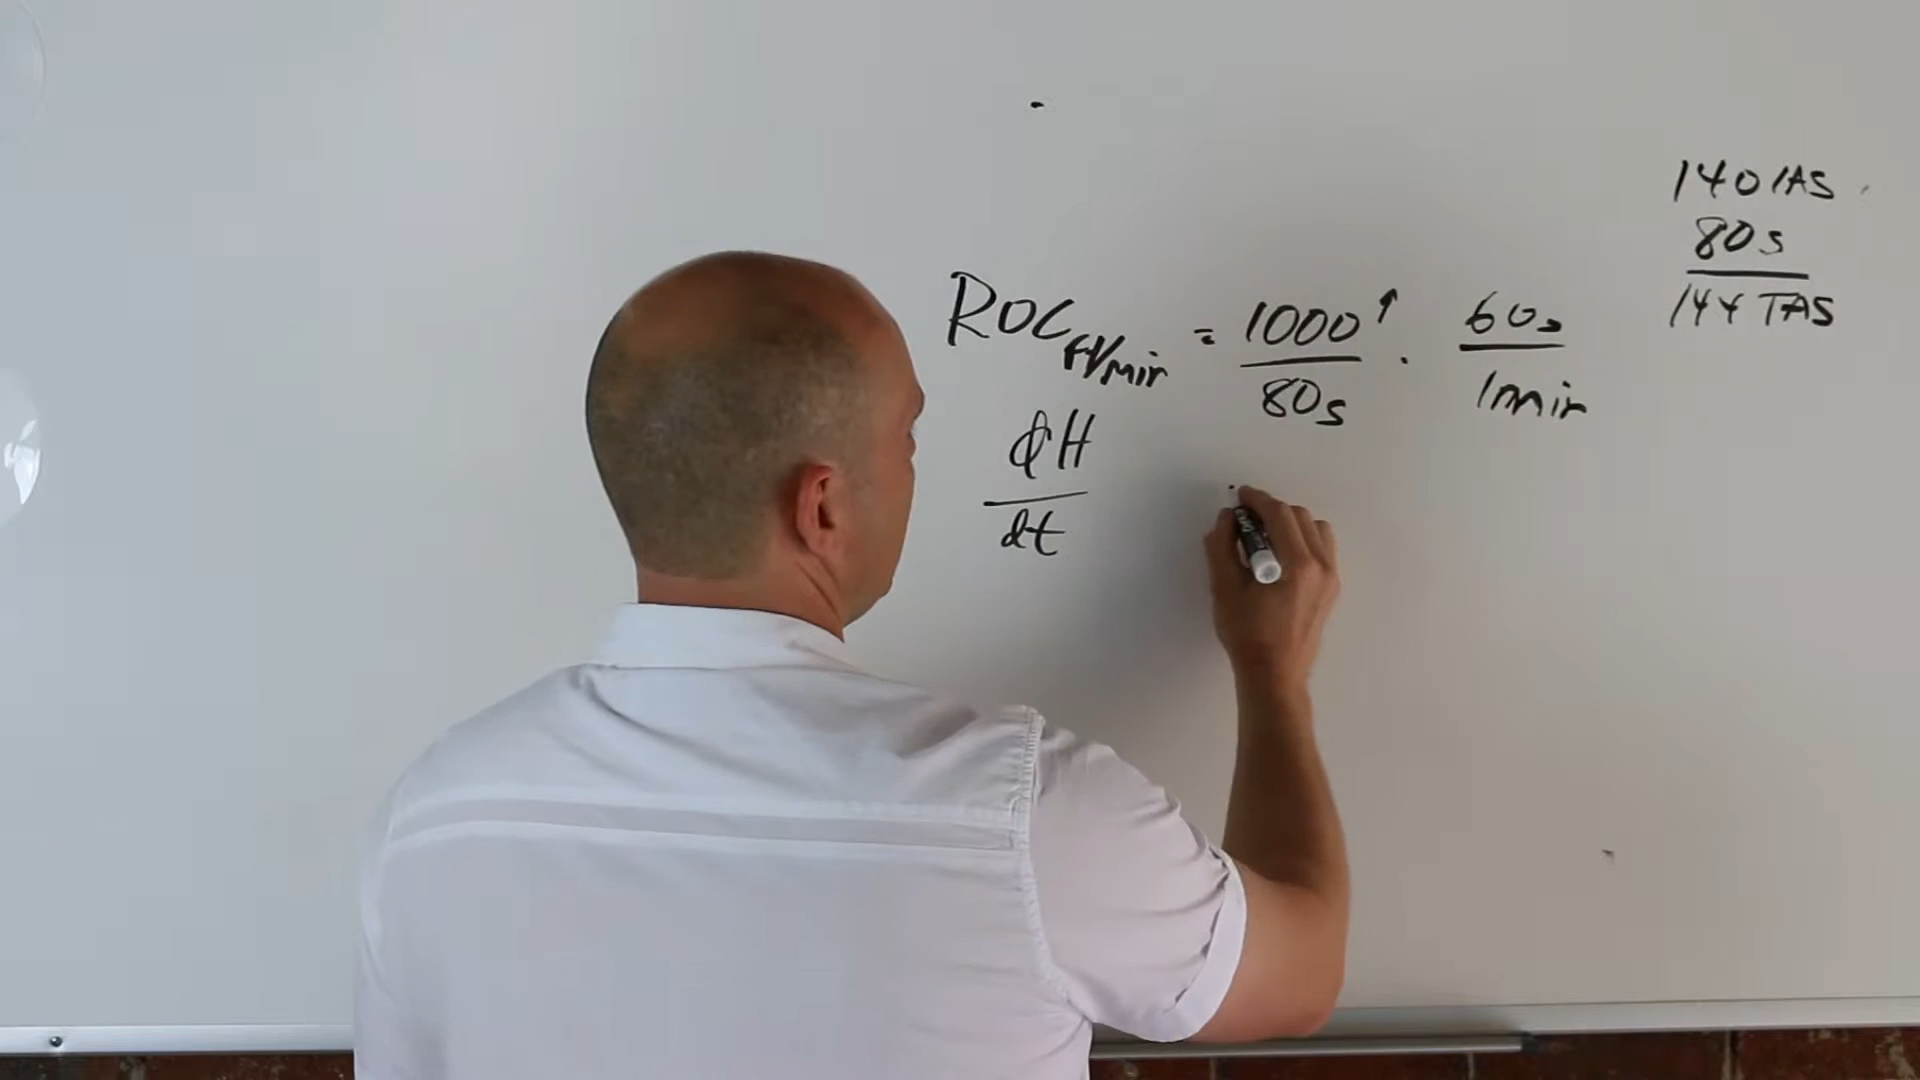 140 IAS
80s
144 TAS
ROC ft/min = 1000' / 80s · 60s / 1min
dH
dt